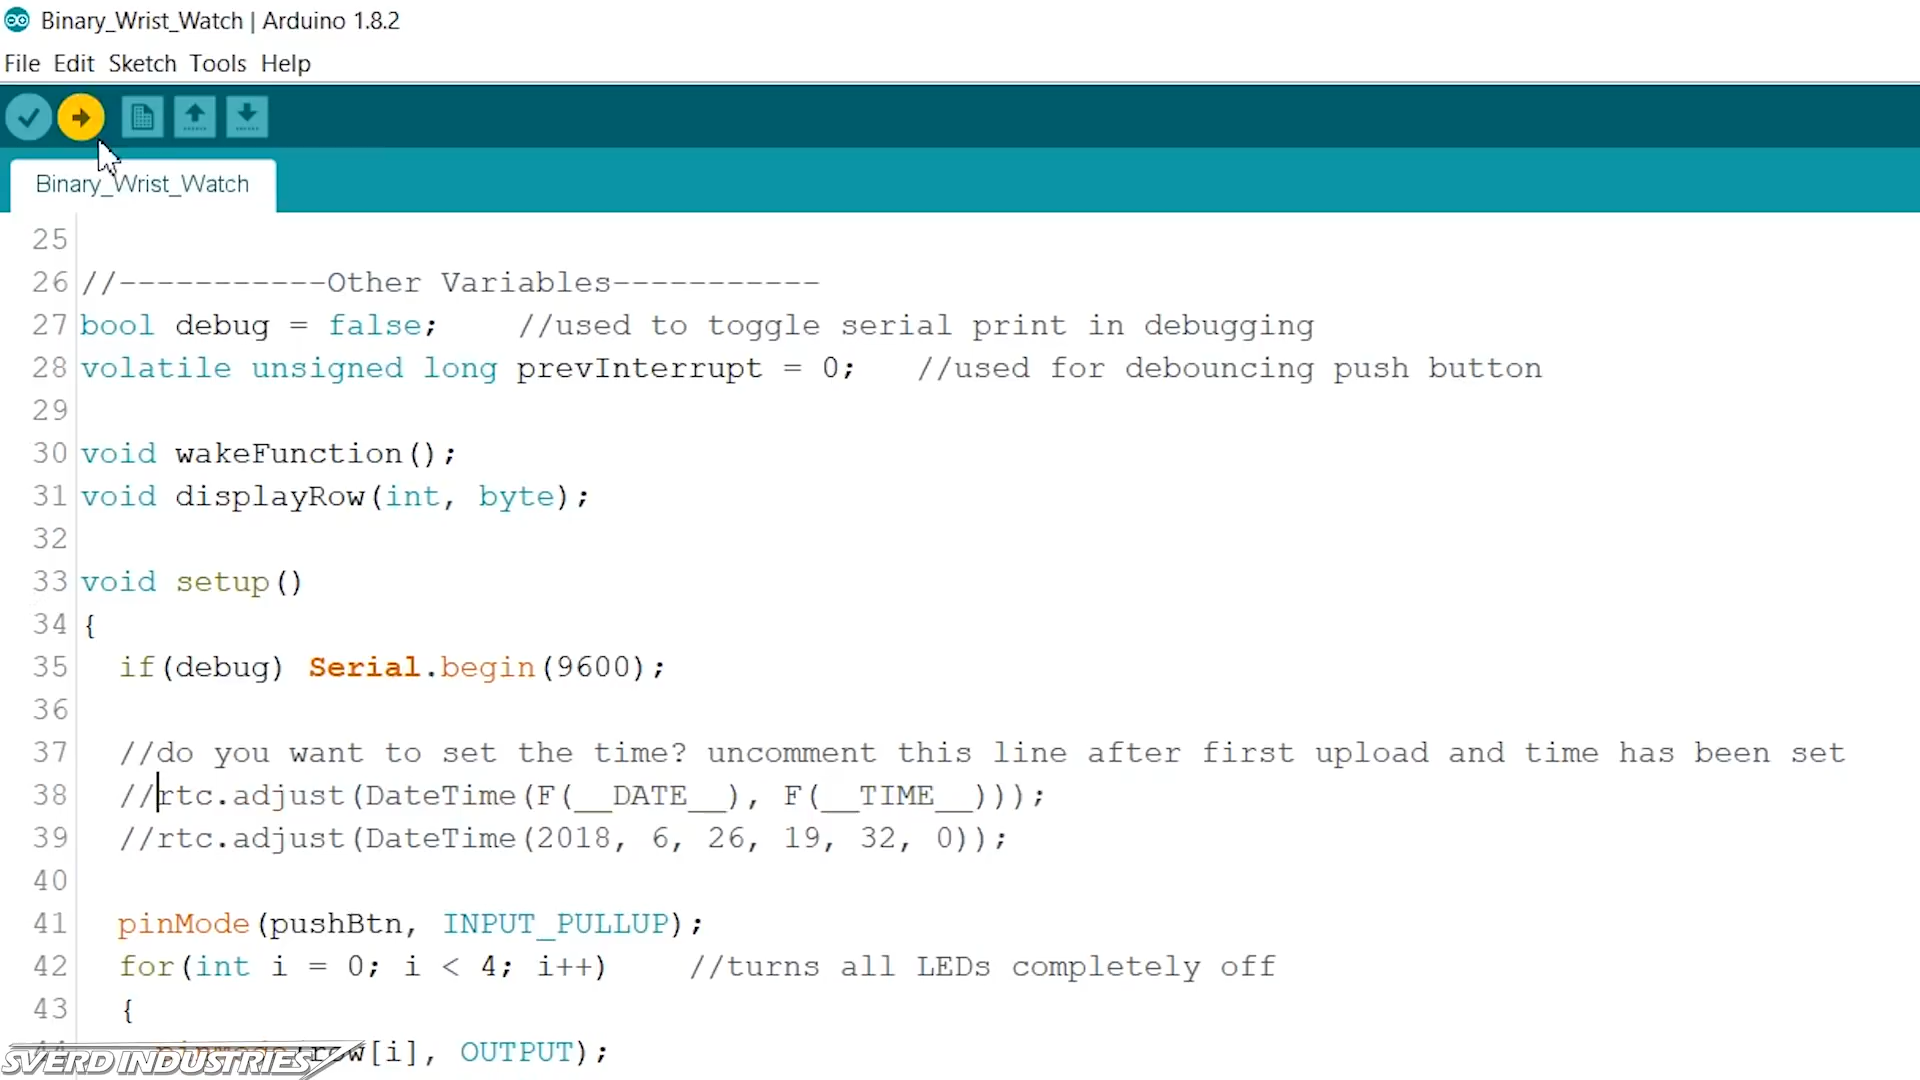 Binary_Wrist_Watch | Arduino 1.8.2
File Edit Sketch Tools Help
Binary_Wrist_Watch
25
26 //-----------Other Variables-----------
27 bool debug = false;    //used to toggle serial print in debugging
28 volatile unsigned long prevInterrupt = 0;   //used for debouncing push button
29
30 void wakeFunction();
31 void displayRow(int, byte);
32
33 void setup()
34 {
35   if(debug) Serial.begin(9600);
36
37   //do you want to set the time? uncomment this line after first upload and time has been set
38   //rtc.adjust(DateTime(F(__DATE__), F(__TIME__)));
39   //rtc.adjust(DateTime(2018, 6, 26, 19, 32, 0));
40
41   pinMode(pushBtn, INPUT_PULLUP);
42   for(int i = 0; i < 4; i++)    //turns all LEDs completely off
43   {
44     pinMode(row[i], OUTPUT);
SVERD INDUSTRIES